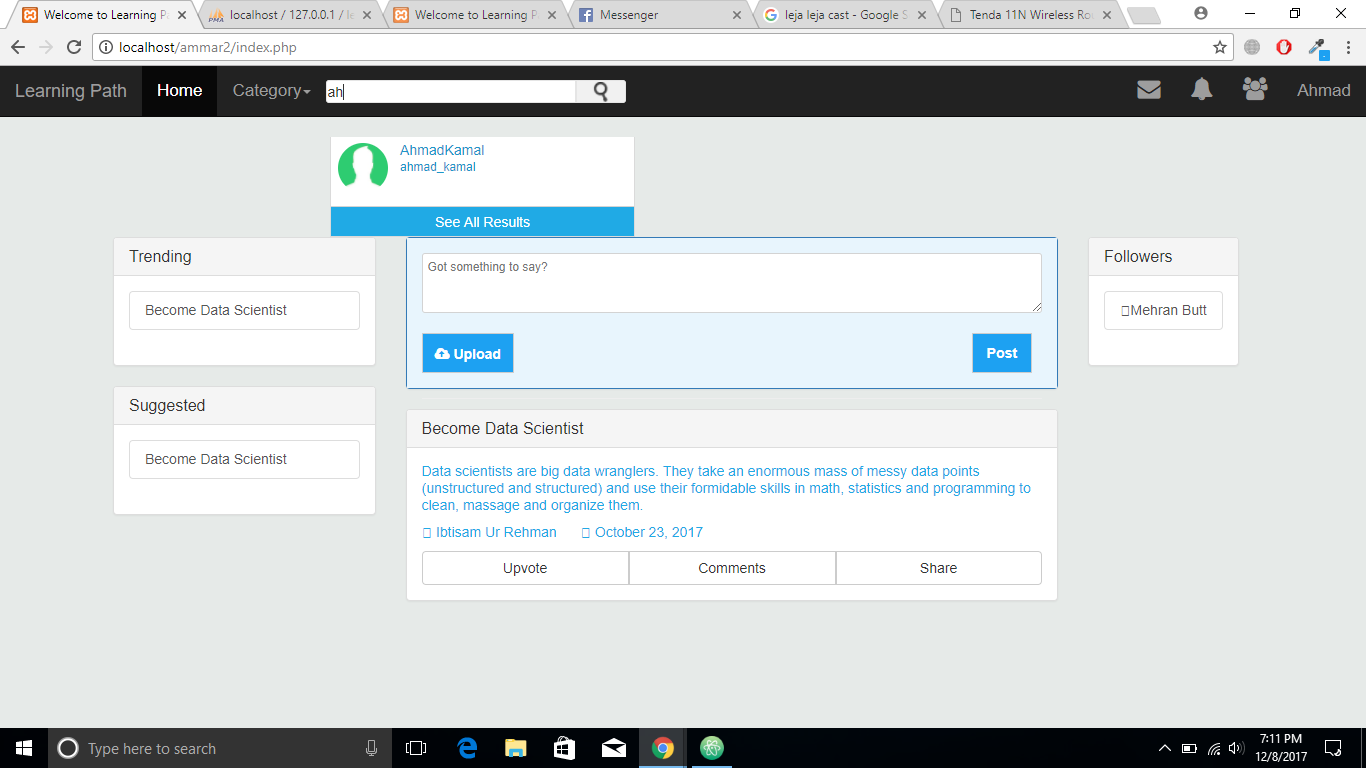 Welcome to Learning Pa
localhost / 127.0.0.1 / le
Welcome to Learning P
Messenger
leja leja cast - Google S
Tenda 11N Wireless Ro
localhost/ammar2/index.php
Learning Path Home Category ah Ahmad
AhmadKamal
ahmad_kamal
See All Results
Trending
Become Data Scientist
Suggested
Become Data Scientist
Got something to say?
Upload Post
Become Data Scientist
Data scientists are big data wranglers. They take an enormous mass of messy data points
(unstructured and structured) and use their formidable skills in math, statistics and programming to
clean, massage and organize them.
Ibtisam Ur Rehman October 23, 2017
Upvote Comments Share
Followers
Mehran Butt
Type here to search
7:11 PM
12/8/2017